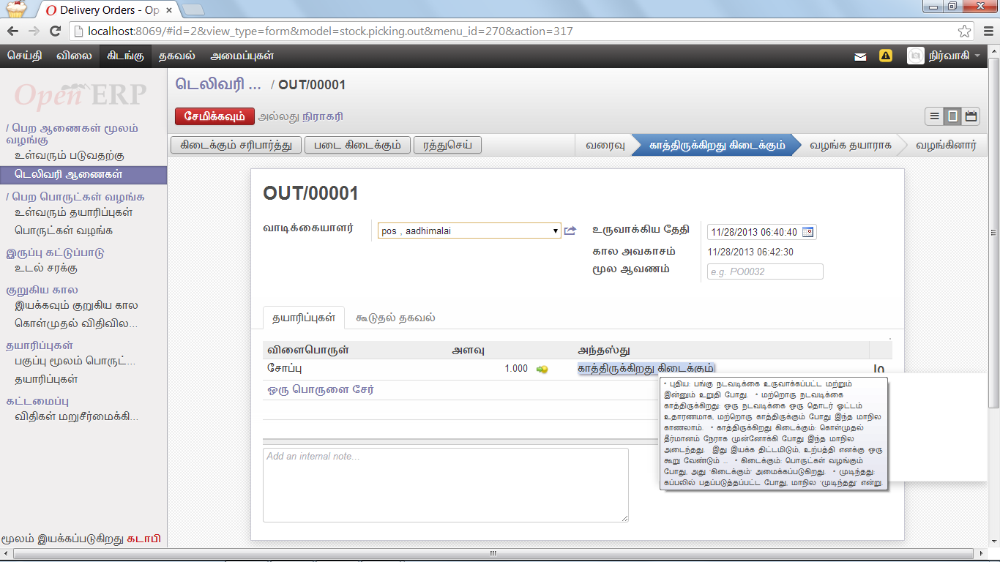 Delivery Orders - Op
localhost:8069/#id=2&view_type=form&model=stock.picking.out&menu_id=270&action=317
செய்தி விலை கிடங்கு தகவல் அமைப்புகள் நிர்வாகி
Open ERP
/ பெற ஆணைகள் மூலம்
வழங்கு
உள்வரும் படுவதற்கு
டெலிவரி ஆணைகள்
/ பெற பொருட்கள் வழங்க
உள்வரும் தயாரிப்புகள்
பொருட்கள் வழங்க
இருப்பு கட்டுப்பாடு
உடல் சரக்கு
குறுகிய கால
இயக்கவும் குறுகிய கால
கொள்முதல் விதிவில...
தயாரிப்புகள்
பகுப்பு மூலம் பொருட்...
தயாரிப்புகள்
கட்டமைப்பு
விதிகள் மறுசீர்மைக்கி...
மூலம் இயக்கப்படுகிறது கடாபி
டெலிவரி ... / OUT/00001
சேமிக்கவும் அல்லது நிராகரி
கிடைக்கும் சரிபார்த்து படை கிடைக்கும் ரத்துசெய் வரைவு காத்திருக்கிறது கிடைக்கும் வழங்க தயாராக வழங்கினார்
OUT/00001
வாடிக்கையாளர் pos , aadhimalai
உருவாக்கிய தேதி 11/28/2013 06:40:40
கால அவகாசம் 11/28/2013 06:42:30
மூல ஆவணம் e.g. PO0032
தயாரிப்புகள் கூடுதல் தகவல்
விளைபொருள் அளவு அந்தஸ்து
சோப்பு 1.000 காத்திருக்கிறது கிடைக்கும்
ஒரு பொருளை சேர்
Add an internal note...
• புதிய: பங்கு நடவடிக்கை உருவாக்கப்பட்ட மற்றும்
இன்னும் உறுதி போது. • மற்றொரு நடவடிக்கை
காத்திருக்கிறது: ஒரு நடவடிக்கை ஒரு தொடர் ஓட்டம்
உதாரணமாக, மற்றொரு காத்திருக்கும் போது இந்த மாநில
காணலாம். • காத்திருக்கிறது கிடைக்கும்: கொள்முதல்
தீர்மானம் நேராக முன்னோக்கி போது இந்த மாநில
அடைந்தது. இது இயக்க திட்டமிடும், உற்பத்தி எனக்கு ஒரு
கூறு வேண்டும் ... • கிடைக்கும்: பொருட்கள் வழங்கும்
போது, அது 'கிடைக்கும்' அமைக்கப்படுகிறது. • முடிந்தது:
கப்பலில் பதப்படுத்தப்பட்ட போது, மாநில 'முடிந்தது' என்று.